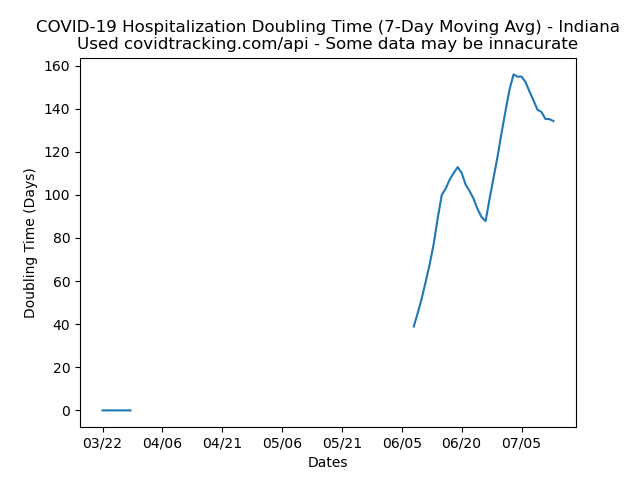 COVID-19 Hospitalization Doubling Time (7-Day Moving Avg) - Indiana
Used covidtracking.com/api - Some data may be innacurate
160
140
120
100
80
60
40
20
0
Doubling Time (Days)
03/22 04/06 04/21 05/06 05/21 06/05 06/20 07/05
Dates